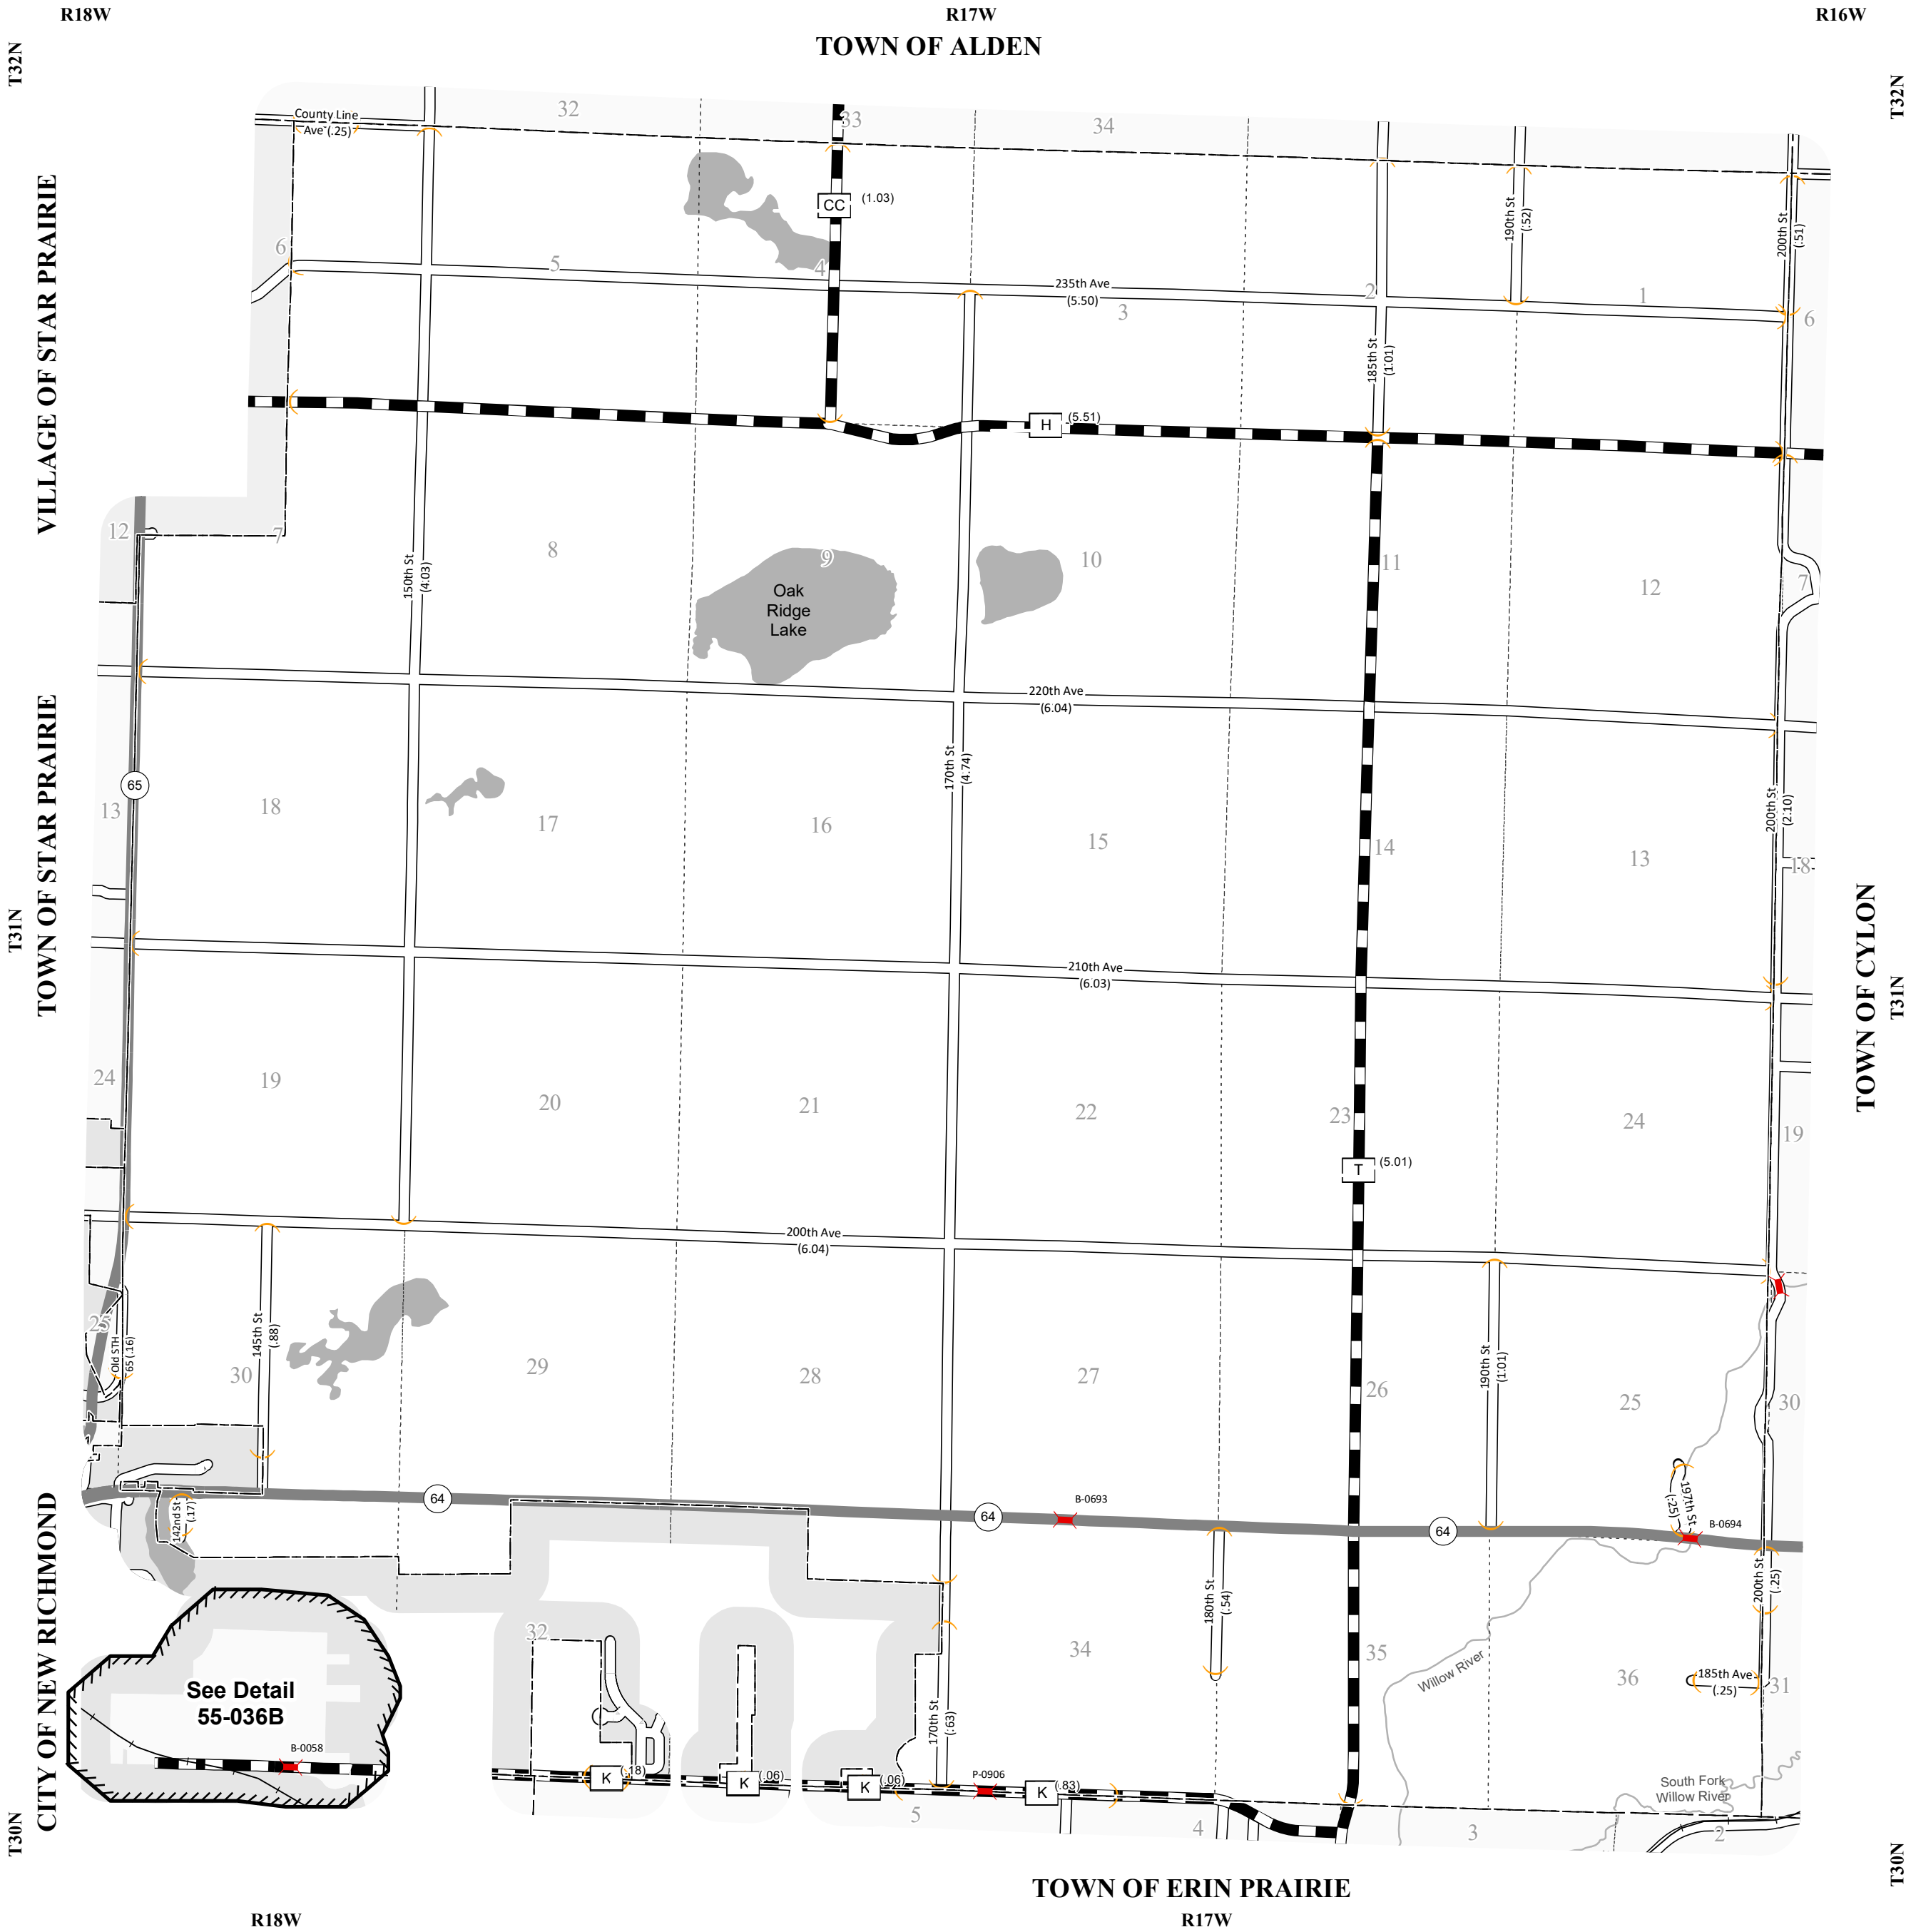 R18W
R17W
R16W
TOWN OF ALDEN
T32N
T32N
VILLAGE OF STAR PRAIRIE
TOWN OF STAR PRAIRIE
T31N
CITY OF NEW RICHMOND
T30N
TOWN OF CYLON
T31N
T30N
County Line
Ave (.25)
32
33
34
CC
(1.03)
190th St
(.52)
200th St
(.51)
6
5
4
235th Ave
(5.50)
3
2
1
6
185th St
(1.01)
H
(5.51)
12
7
8
9
10
11
12
7
150th St
(4.03)
Oak
Ridge
Lake
220th Ave
(6.04)
65
170th St
(4.74)
200th St
(2.10)
13
18
17
16
15
14
13
18
210th Ave
(6.03)
24
19
20
21
22
23
24
19
T
(5.01)
200th Ave
(6.04)
25
Old STH
65 (.16)
145th St
(.88)
30
29
28
27
26
190th St
(1.01)
25
30
197th St
(.25)
64
64
B-0693
64
B-0694
142nd St
(.17)
180th St
(.54)
200th St
(.25)
32
34
35
Willow River
36
185th Ave
(.25)
31
See Detail
55-036B
B-0058
170th St
(.63)
K
(.18)
K
(.06)
K
(.06)
P-0906
K
(.83)
South Fork
Willow River
5
4
3
2
TOWN OF ERIN PRAIRIE
R18W
R17W